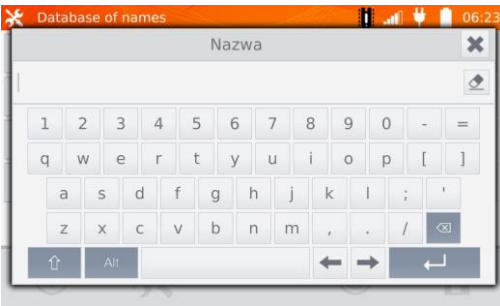 Database of names 06:23
Nazwa
1 2 3 4 5 6 7 8 9 0 - =
q w e r t y u i o p [ ]
a s d f g h j k l ; '
z x c v b n m , . /
Alt